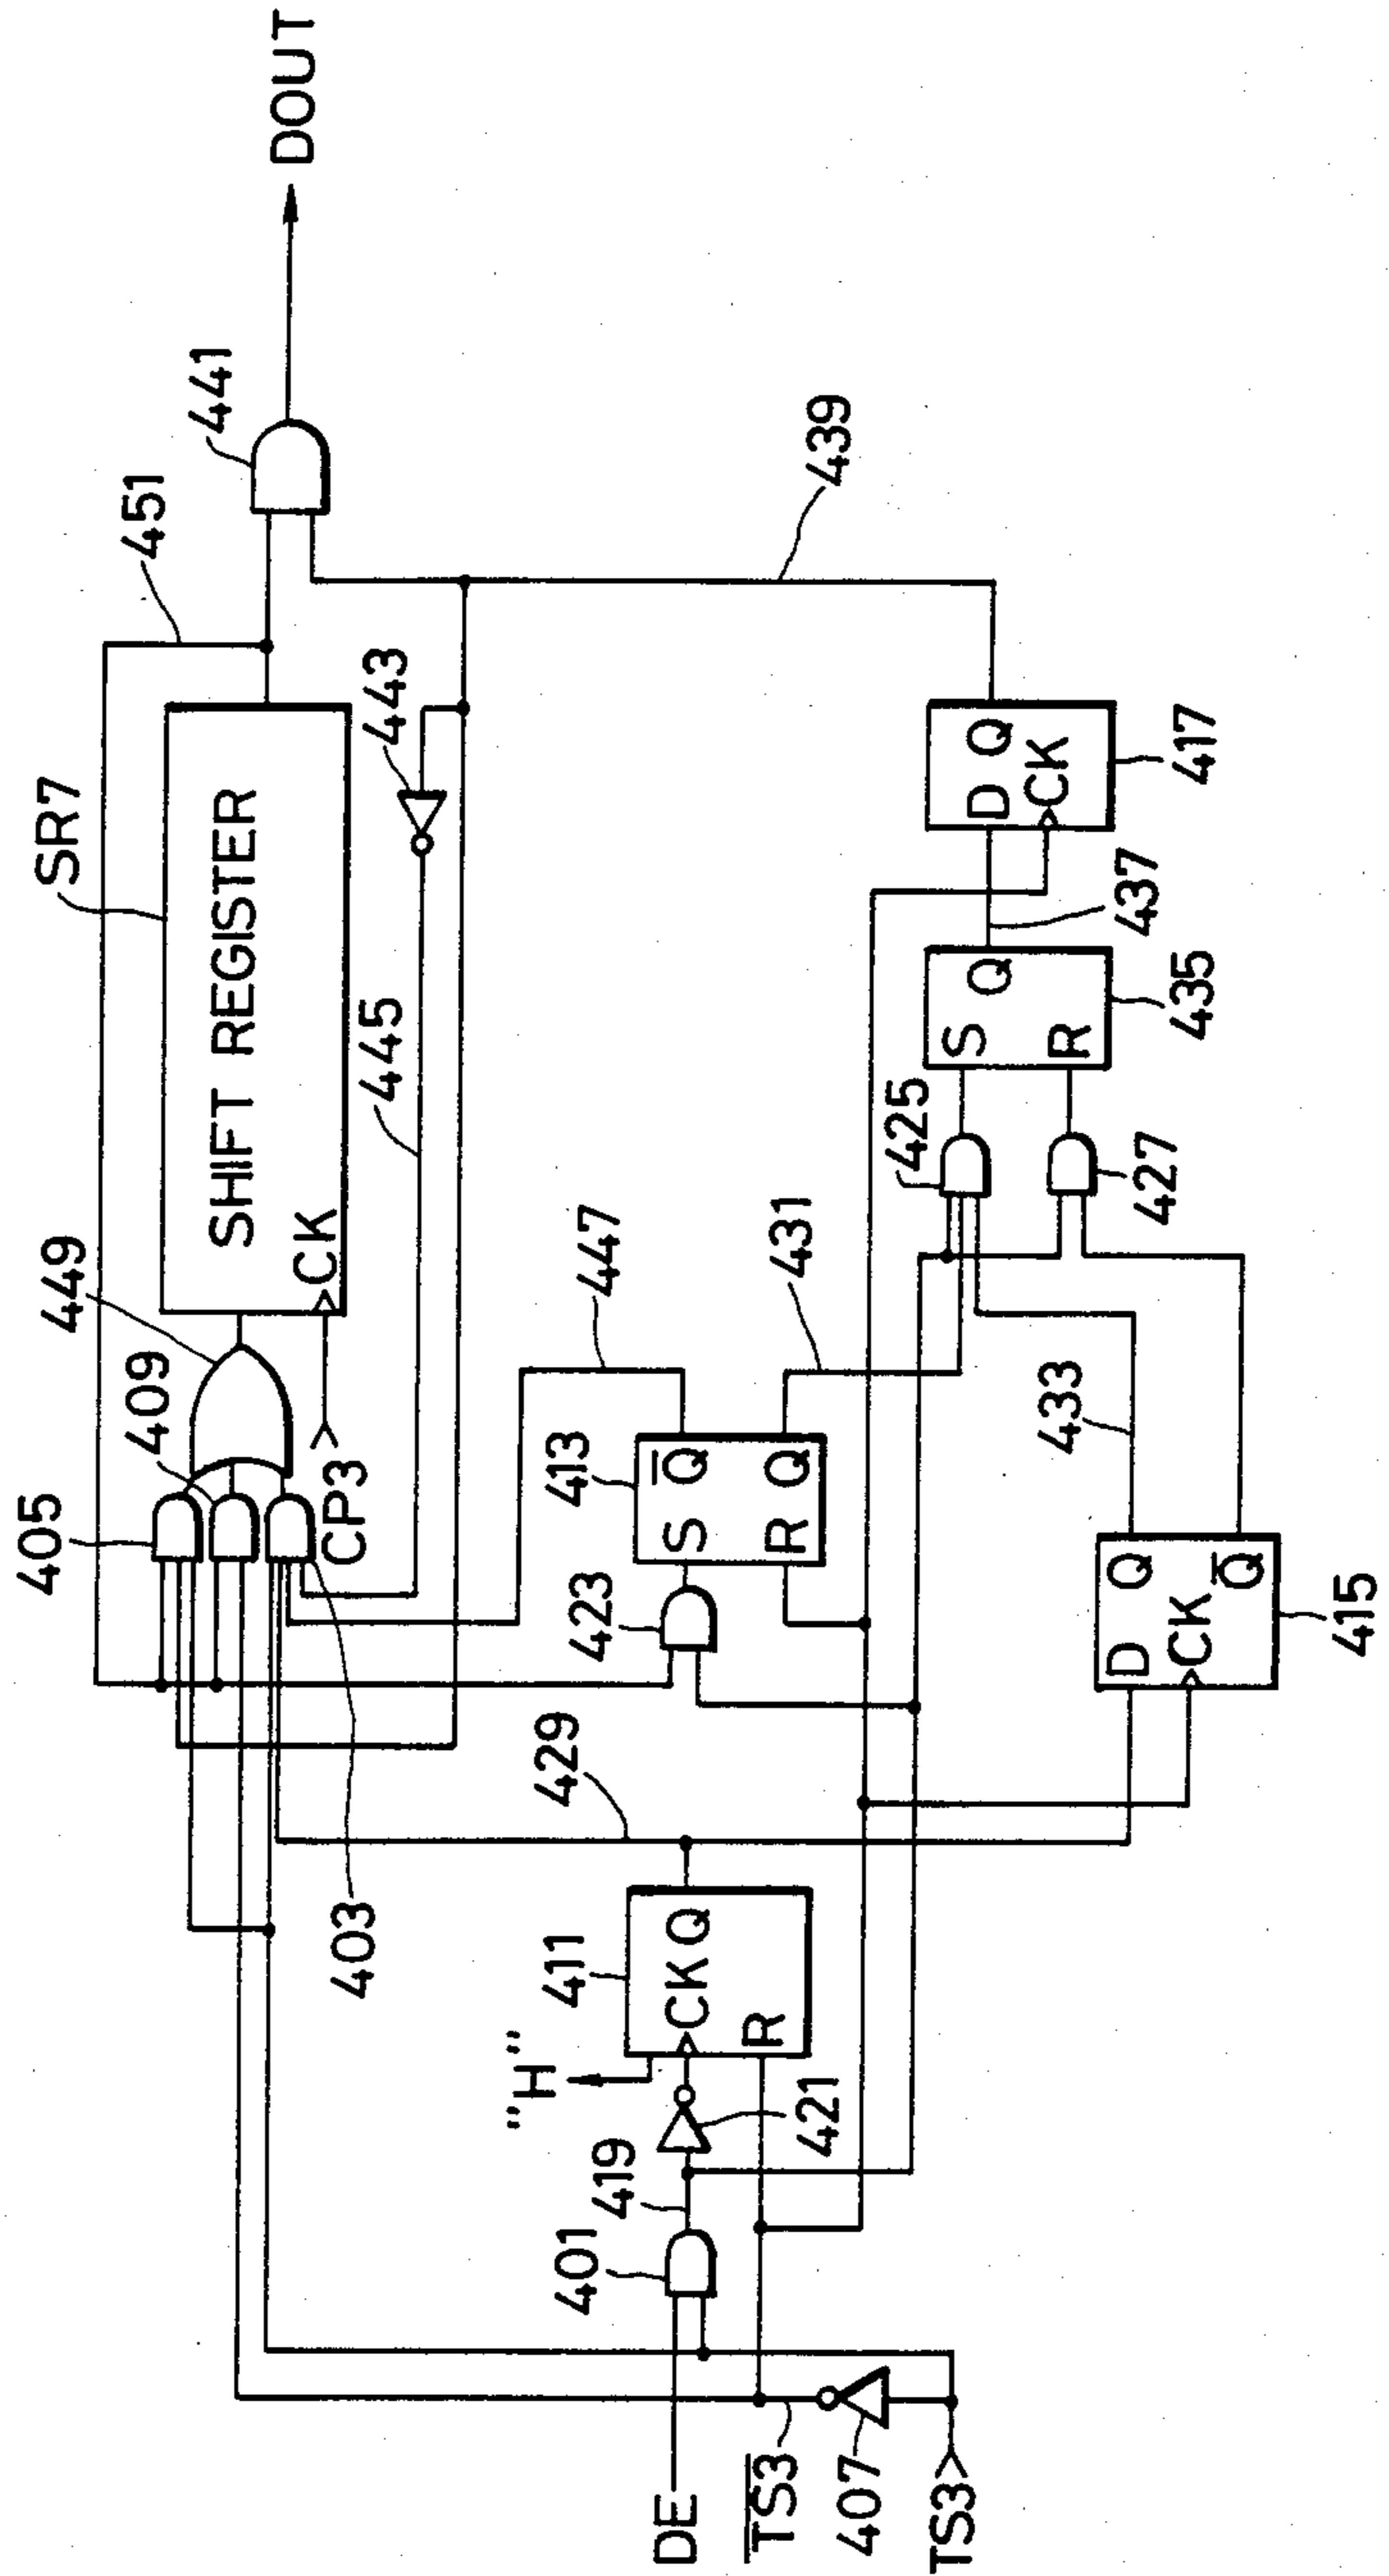 DOUT
441
451
439
SR7
SHIFT REGISTER
CK
443
445
449
409
405
CP3
447
413
S
Q̅
R
Q
431
423
425
427
S
Q
R
435
437
D
Q
CK
417
433
D
Q
CK
Q̅
415
429
403
411
CK
Q
R
"H"
421
419
401
DE
T̅S̅3̅
407
TS3